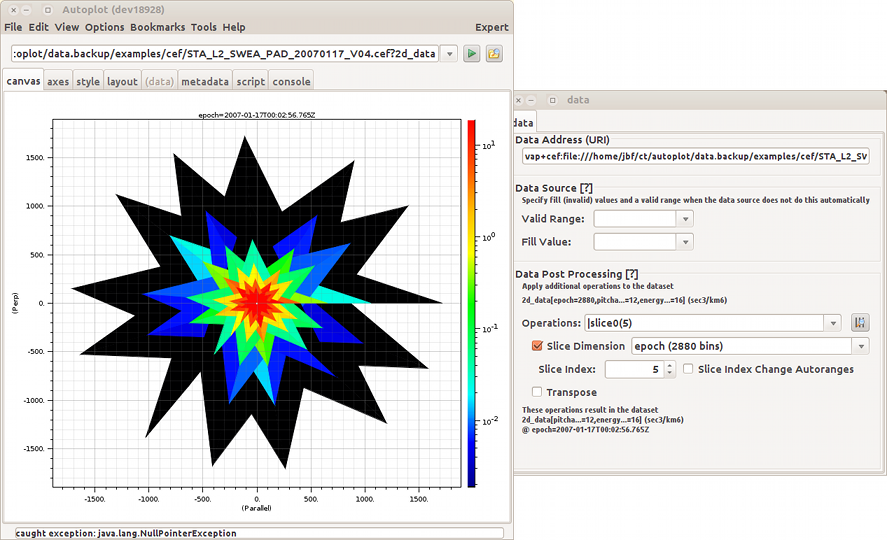 Autoplot (dev18928)
File Edit View Options Bookmarks Tools Help Expert
:oplot/data.backup/examples/cef/STA_L2_SWEA_PAD_20070117_V04.cef?2d_data
canvas axes style layout (data) metadata script console
epoch=2007-01-17T00:02:56.765Z
1500.
1000.
500.
0.
-500.
-1000.
-1500.
(Perp)
-1500. -1000. -500. 0. 500. 1000. 1500.
(Parallel)
10^1
10^0
10^-1
10^-2
caught exception: java.lang.NullPointerException
data
data
Data Address (URI)
vap+cef:file:///home/jbf/ct/autoplot/data.backup/examples/cef/STA_L2_SV
Data Source [?]
Specify fill (invalid) values and a valid range when the data source does not do this automatically
Valid Range:
Fill Value:
Data Post Processing [?]
Apply additional operations to the dataset
2d_data[epoch=2880,pitcha...=12,energy...=16] (sec3/km6)
Operations: |slice0(5)
Slice Dimension epoch (2880 bins)
Slice Index: 5 Slice Index Change Autoranges
Transpose
These operations result in the dataset
2d_data[pitcha...=12,energy...=16] (sec3/km6)
@ epoch=2007-01-17T00:02:56.765Z